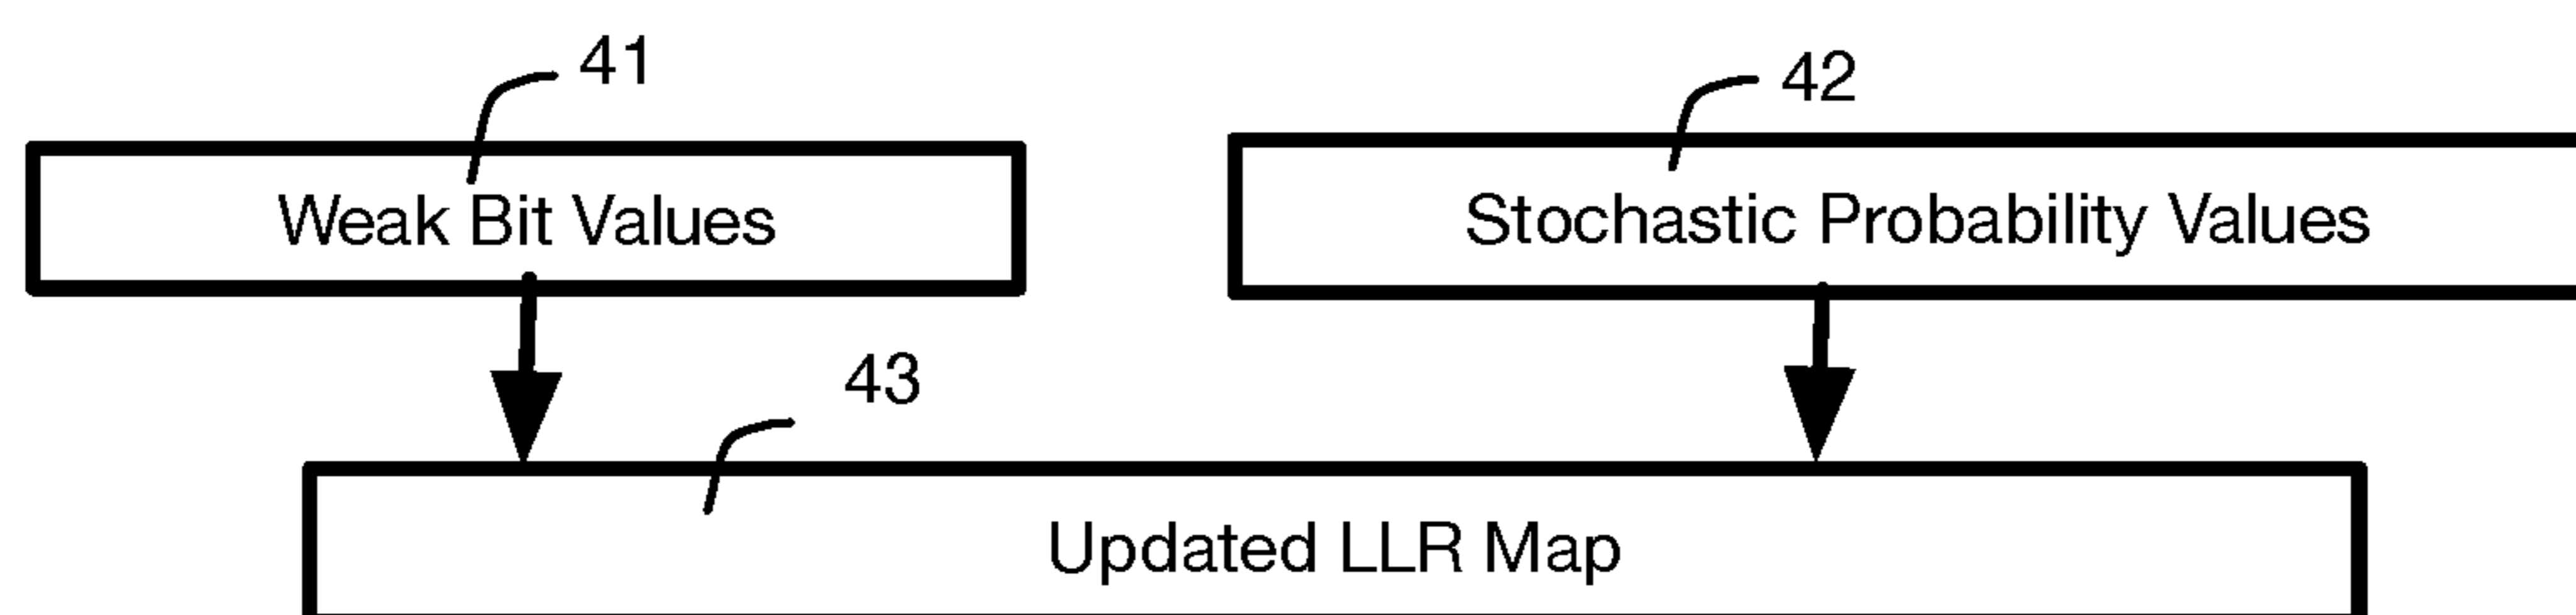 41
42
Weak Bit Values
Stochastic Probability Values
43
Updated LLR Map